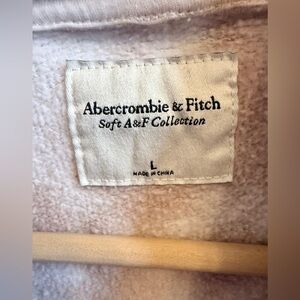 Abercrombie & Fitch
Soft A&F Collection
L
MADE IN CHINA